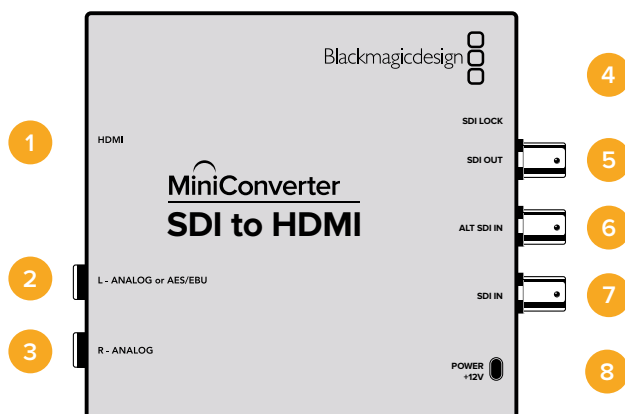 Blackmagicdesign
4
SDI LOCK
1
HDMI
SDI OUT
5
MiniConverter
SDI to HDMI
ALT SDI IN
6
2
L - ANALOG or AES/EBU
SDI IN
7
3
R - ANALOG
POWER
+12V
8